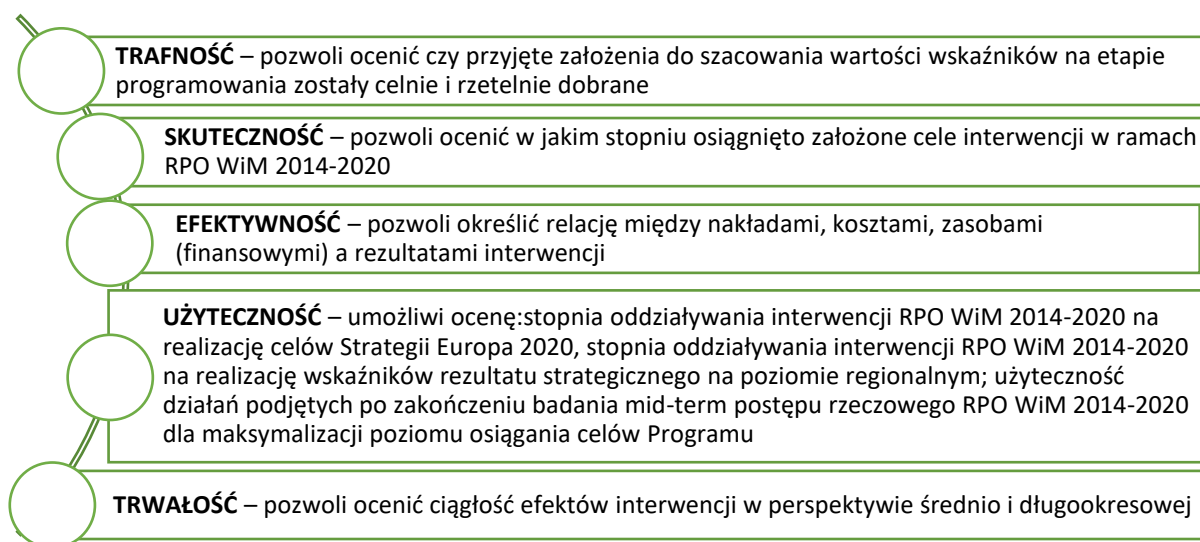 TRAFNOŚĆ – pozwoli ocenić czy przyjęte założenia do szacowania wartości wskaźników na etapie
programowania zostały celnie i rzetelnie dobrane
SKUTECZNOŚĆ – pozwoli ocenić w jakim stopniu osiągnięto założone cele interwencji w ramach
RPO WiM 2014-2020
EFEKTYWNOŚĆ – pozwoli określić relację między nakładami, kosztami, zasobami
(finansowymi) a rezultatami interwencji
UŻYTECZNOŚĆ – umożliwi ocenę:stopnia oddziaływania interwencji RPO WiM 2014-2020 na
realizację celów Strategii Europa 2020, stopnia oddziaływania interwencji RPO WiM 2014-2020
na realizację wskaźników rezultatu strategicznego na poziomie regionalnym; użyteczność
działań podjętych po zakończeniu badania mid-term postępu rzeczowego RPO WiM 2014-2020
dla maksymalizacji poziomu osiągania celów Programu
TRWAŁOŚĆ – pozwoli ocenić ciągłość efektów interwencji w perspektywie średnio i długookresowej